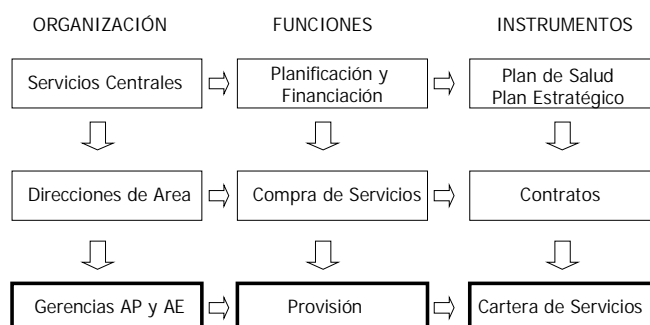 ORGANIZACIÓN FUNCIONES INSTRUMENTOS
Servicios Centrales
Planificación y
Financiación
Plan de Salud
Plan Estratégico
Direcciones de Area
Compra de Servicios
Contratos
Gerencias AP y AE
Provisión
Cartera de Servicios